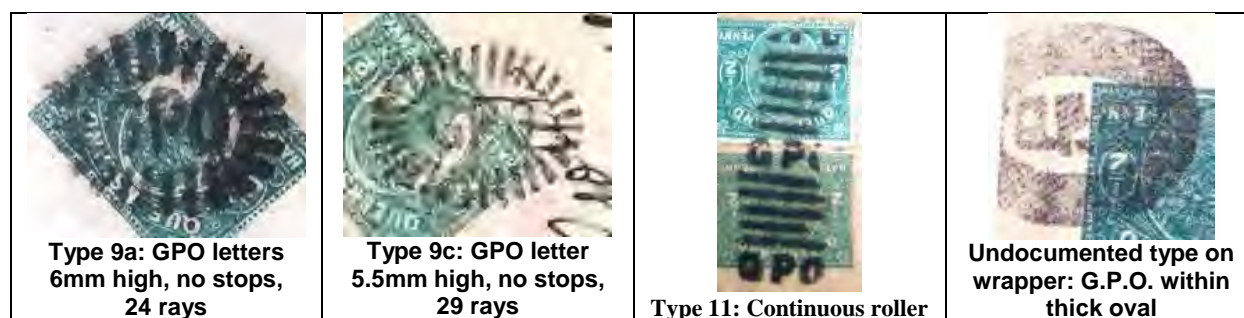 GPO
GPO
Type 9a: GPO letters
6mm high, no stops,
24 rays
Type 9c: GPO letter
5.5mm high, no stops,
29 rays
Type 11: Continuous roller
Undocumented type on
wrapper: G.P.O. within
thick oval